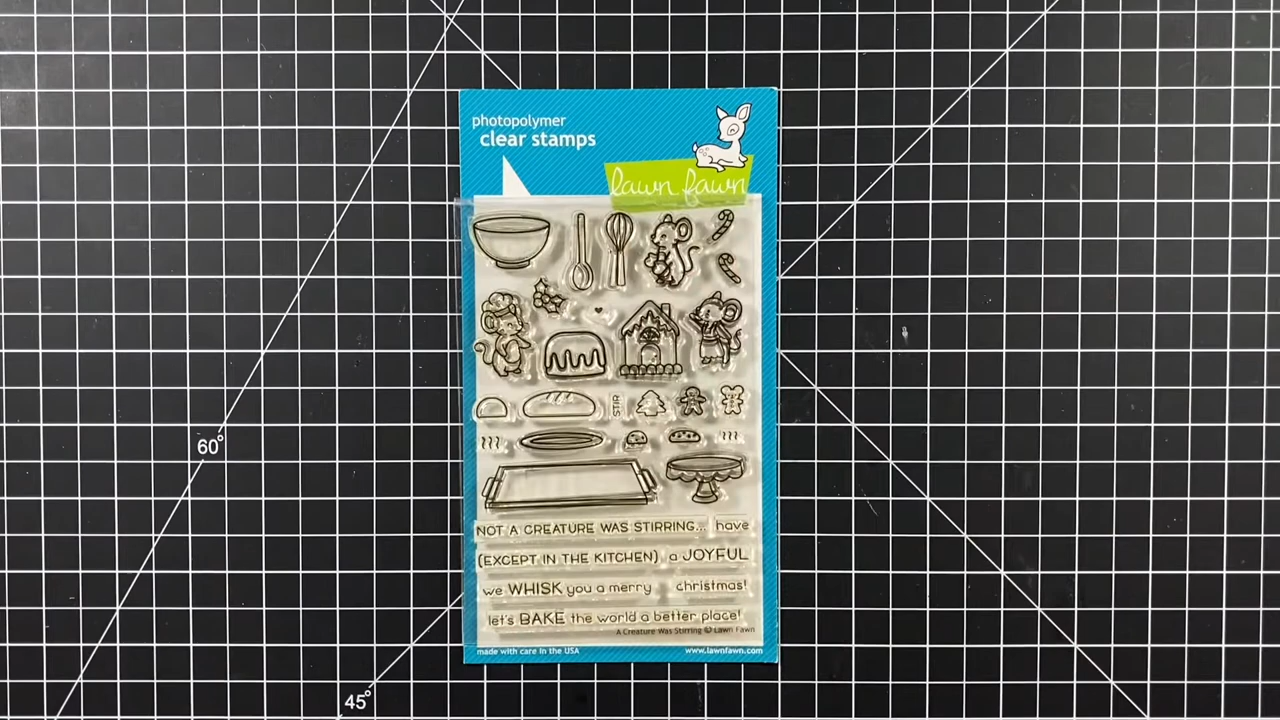 photopolymer
clear stamps
lawn fawn
STIR
NOT A CREATURE WAS STIRRING... have
(EXCEPT IN THE KITCHEN) a JOYFUL
we WHISK you a merry christmas!
let's BAKE the world a better place!
A Creature Was Stirring © Lawn Fawn
made with care in the USA www.lawnfawn.com
60°
45°